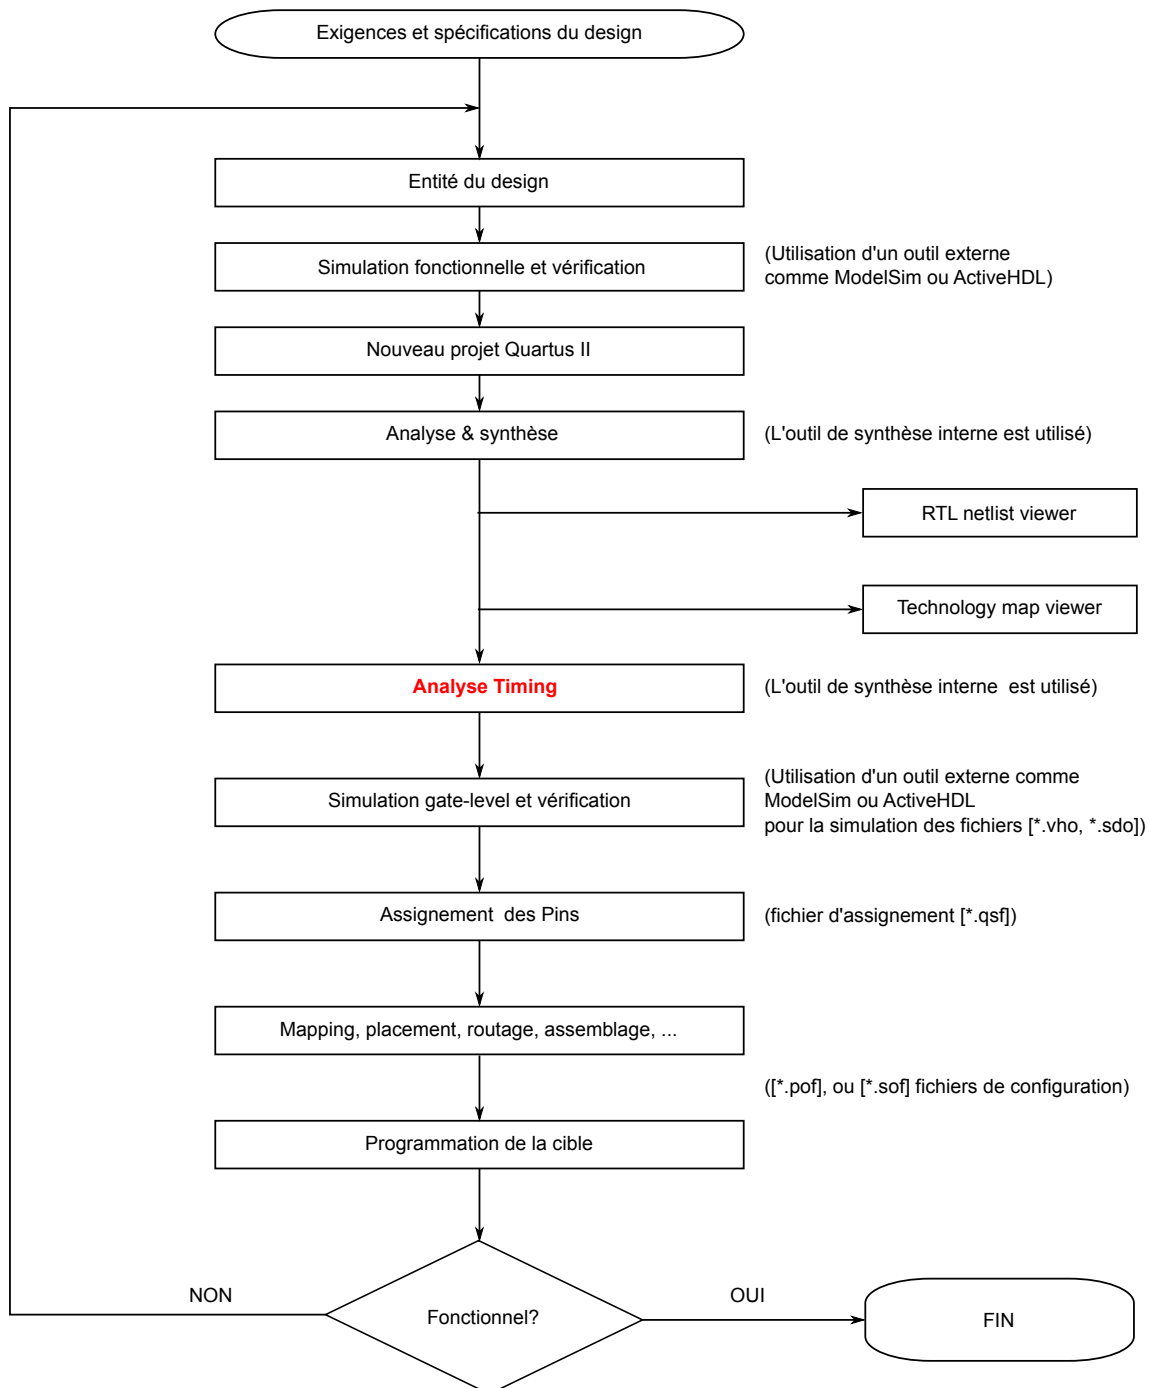 Exigences et spécifications du design
Entité du design
Simulation fonctionnelle et vérification
(Utilisation d'un outil externe
comme ModelSim ou ActiveHDL)
Nouveau projet Quartus II
Analyse & synthèse
(L'outil de synthèse interne est utilisé)
RTL netlist viewer
Technology map viewer
Analyse Timing
(L'outil de synthèse interne  est utilisé)
Simulation gate-level et vérification
(Utilisation d'un outil externe comme
ModelSim ou ActiveHDL
pour la simulation des fichiers [*.vho, *.sdo])
Assignement  des Pins
(fichier d'assignement [*.qsf])
Mapping, placement, routage, assemblage, ...
([*.pof], ou [*.sof] fichiers de configuration)
Programmation de la cible
NON
Fonctionnel?
OUI
FIN